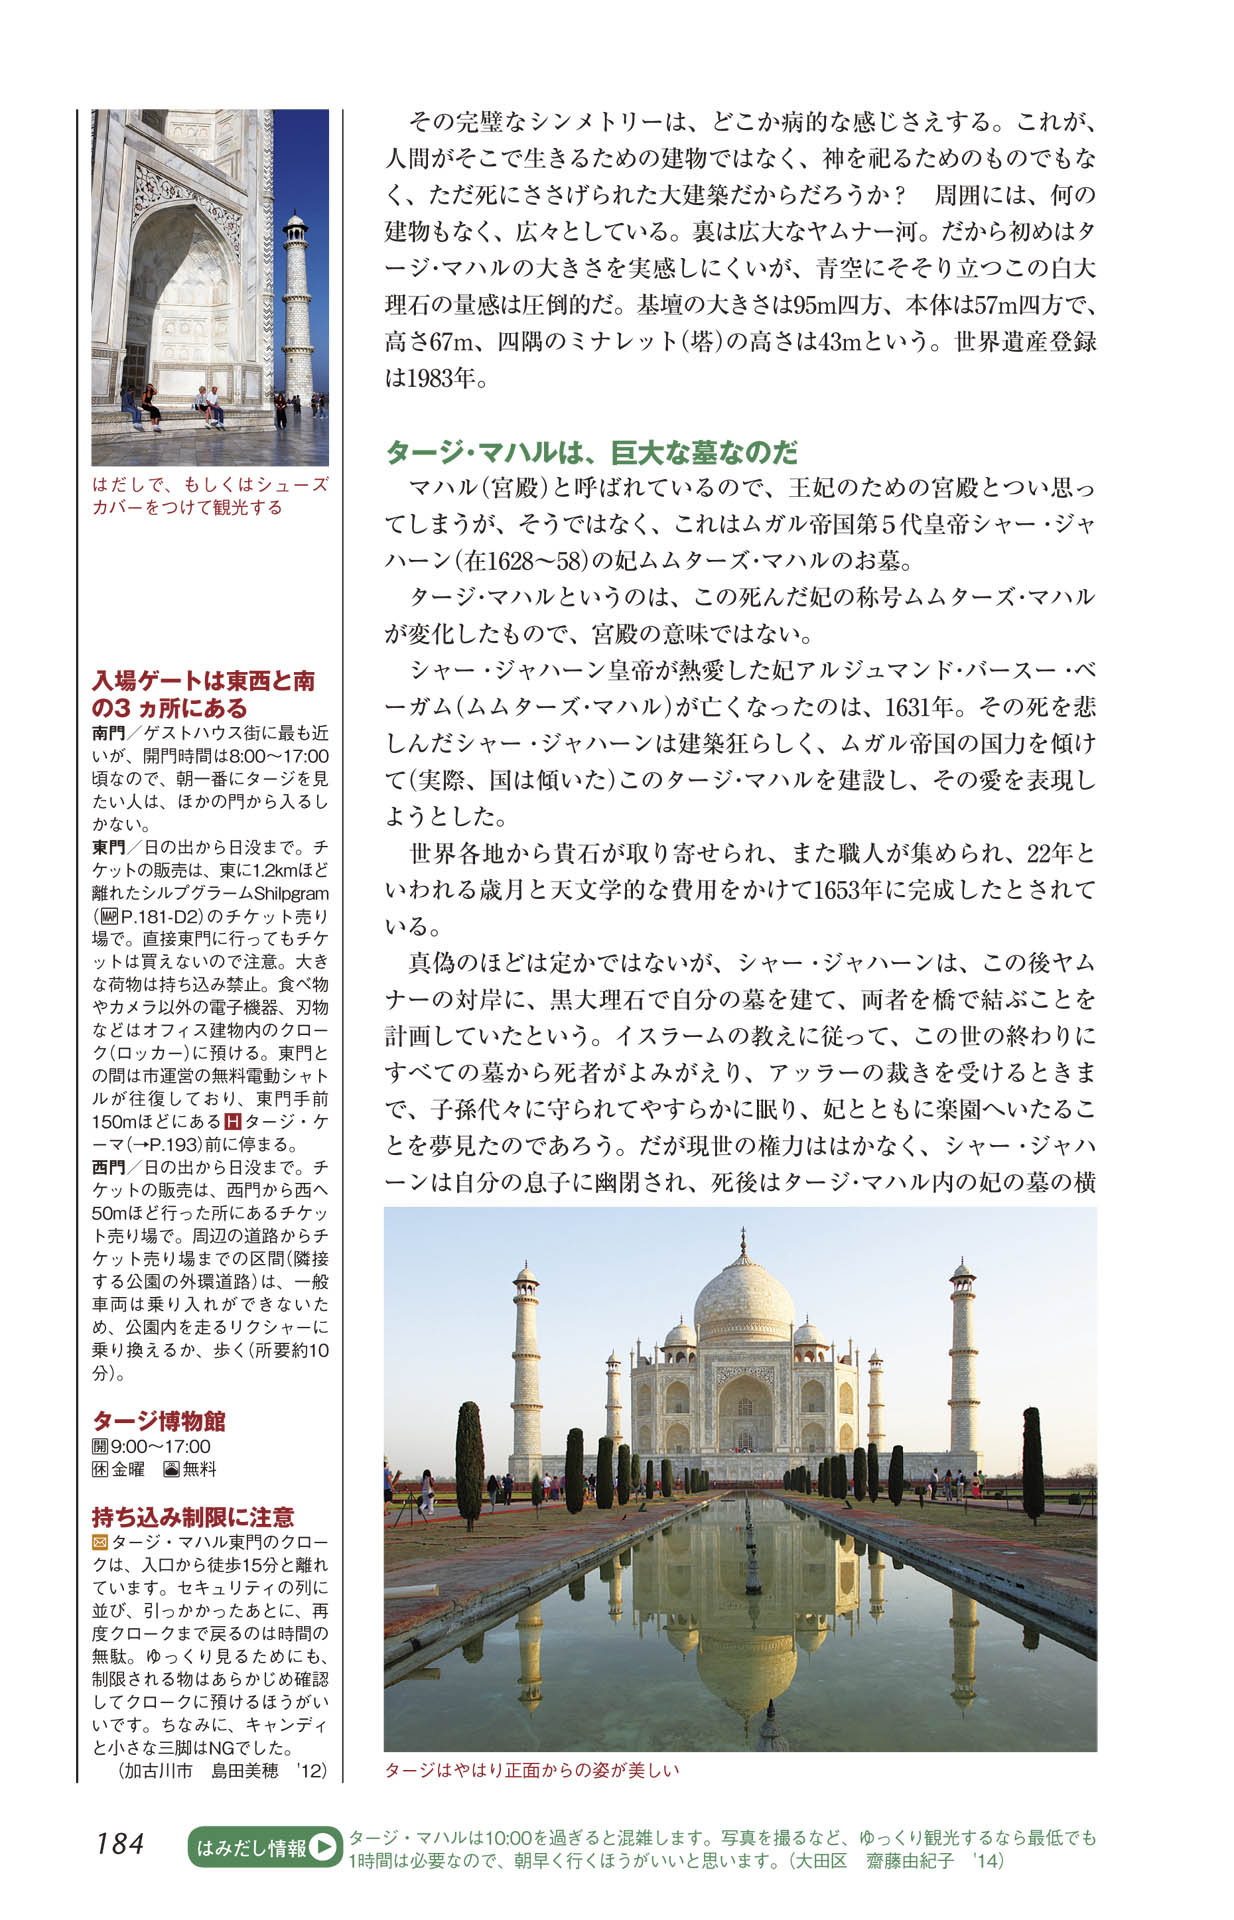 はだしで、もしくはシューズ
カバーをつけて観光する
入場ゲートは東西と南
の3ヵ所にある
南門／ゲストハウス街に最も近
いが、開門時間は8:00〜17:00
頃なので、朝一番にタージを見
たい人は、ほかの門から入るし
かない。
東門／日の出から日没まで。チ
ケットの販売は、東に1.2kmほど
離れたシルプグラームShilpgram
(MAP P.181-D2)のチケット売り
場で。直接東門に行ってもチケ
ットは買えないので注意。大き
な荷物は持ち込み禁止。食べ物
やカメラ以外の電子機器、刃物
などはオフィス建物内のクロー
ク(ロッカー)に預ける。東門と
の間は市運営の無料電動シャト
ルが往復しており、東門手前
150mほどにあるHタージ・ケ
ーマ(→P.193)前に停まる。
西門／日の出から日没まで。チ
ケットの販売は、西門から西へ
50mほど行った所にあるチケッ
ト売り場で。周辺の道路からチ
ケット売り場までの区間(隣接
する公園の外環道路)は、一般
車両は乗り入れができないた
め、公園内を走るリクシャーに
乗り換えるか、歩く(所要約10
分)。
タージ博物館
開9:00〜17:00
休金曜　無料
持ち込み制限に注意
タージ・マハル東門のクロー
クは、入口から徒歩15分と離れ
ています。セキュリティの列に
並び、引っかかったあとに、再
度クロークまで戻るのは時間の
無駄。ゆっくり見るためにも、
制限される物はあらかじめ確認
してクロークに預けるほうがい
いです。ちなみに、キャンディ
と小さな三脚はNGでした。
(加古川市　島田美穂　'12)
その完璧なシンメトリーは、どこか病的な感じさえする。これが、
人間がそこで生きるための建物ではなく、神を祀るためのものでもな
く、ただ死にささげられた大建築だからだろうか？　周囲には、何の
建物もなく、広々としている。裏は広大なヤムナー河。だから初めはタ
ージ・マハルの大きさを実感しにくいが、青空にそそり立つこの白大
理石の量感は圧倒的だ。基壇の大きさは95m四方、本体は57m四方で、
高さ67m、四隅のミナレット(塔)の高さは43mという。世界遺産登録
は1983年。
タージ・マハルは、巨大な墓なのだ
マハル(宮殿)と呼ばれているので、王妃のための宮殿とつい思っ
てしまうが、そうではなく、これはムガル帝国第5代皇帝シャー・ジャ
ハーン(在1628〜58)の妃ムムターズ・マハルのお墓。
タージ・マハルというのは、この死んだ妃の称号ムムターズ・マハル
が変化したもので、宮殿の意味ではない。
シャー・ジャハーン皇帝が熱愛した妃アルジュマンド・バースー・ベ
ーガム(ムムターズ・マハル)が亡くなったのは、1631年。その死を悲
しんだシャー・ジャハーンは建築狂らしく、ムガル帝国の国力を傾け
て(実際、国は傾いた)このタージ・マハルを建設し、その愛を表現し
ようとした。
世界各地から貴石が取り寄せられ、また職人が集められ、22年と
いわれる歳月と天文学的な費用をかけて1653年に完成したとされて
いる。
真偽のほどは定かではないが、シャー・ジャハーンは、この後ヤム
ナーの対岸に、黒大理石で自分の墓を建て、両者を橋で結ぶことを
計画していたという。イスラームの教えに従って、この世の終わりに
すべての墓から死者がよみがえり、アッラーの裁きを受けるときま
で、子孫代々に守られてやすらかに眠り、妃とともに楽園へいたるこ
とを夢見たのであろう。だが現世の権力ははかなく、シャー・ジャハ
ーンは自分の息子に幽閉され、死後はタージ・マハル内の妃の墓の横
タージはやはり正面からの姿が美しい
184
はみだし情報
タージ・マハルは10:00を過ぎると混雑します。写真を撮るなど、ゆっくり観光するなら最低でも
1時間は必要なので、朝早く行くほうがいいと思います。(大田区　齋藤由紀子　'14)